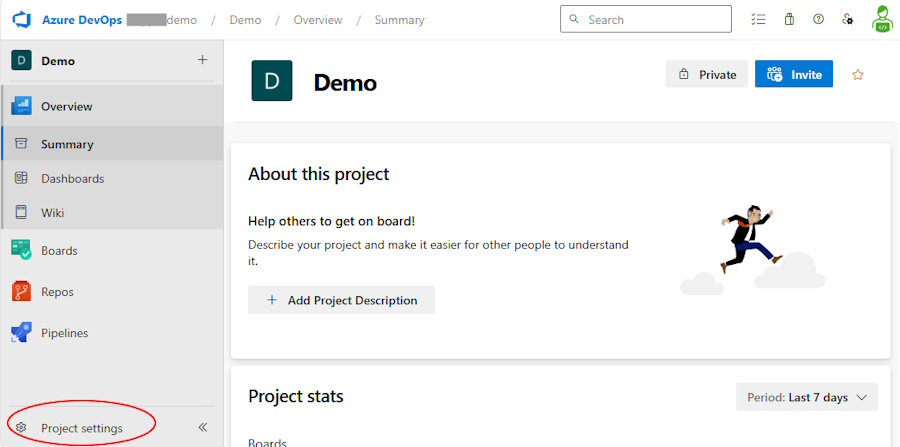 Azure DevOps demo / Demo / Overview / Summary
Search
D Demo +
Overview
Summary
Dashboards
Wiki
Boards
Repos
Pipelines
Project settings
D Demo
Private
Invite
About this project
Help others to get on board!
Describe your project and make it easier for other people to understand
it.
+ Add Project Description
Project stats
Period: Last 7 days
Boards